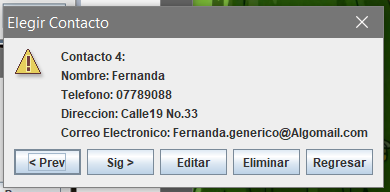 Elegir Contacto
Contacto 4:
Nombre: Fernanda
Telefono: 07789088
Direccion: Calle19 No.33
Correo Electronico: Fernanda.generico@Algomail.com
< Prev
Sig >
Editar
Eliminar
Regresar